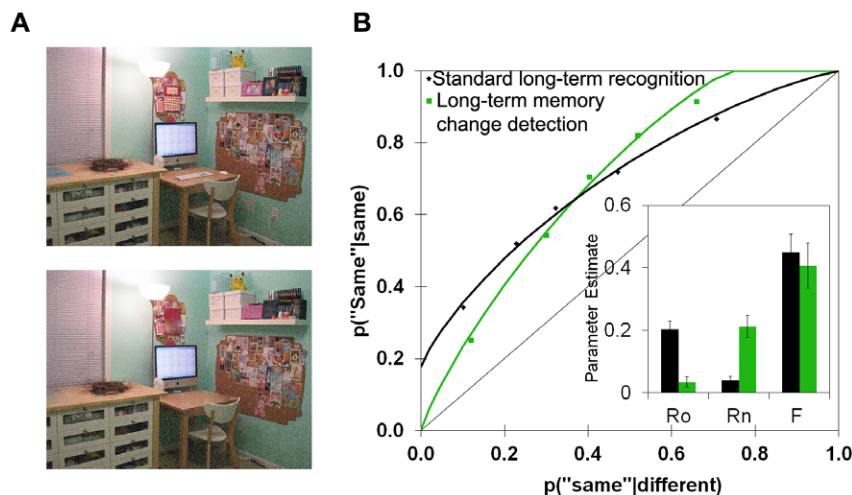 A
B
Standard long-term recognition
Long-term memory
change detection
p("Same"|same)
1.0
0.8
0.6
0.4
0.2
0.0
0.0
0.2
0.4
0.6
0.8
1.0
p("same"|different)
Parameter Estimate
0.6
0.4
0.2
0
Ro
Rn
F